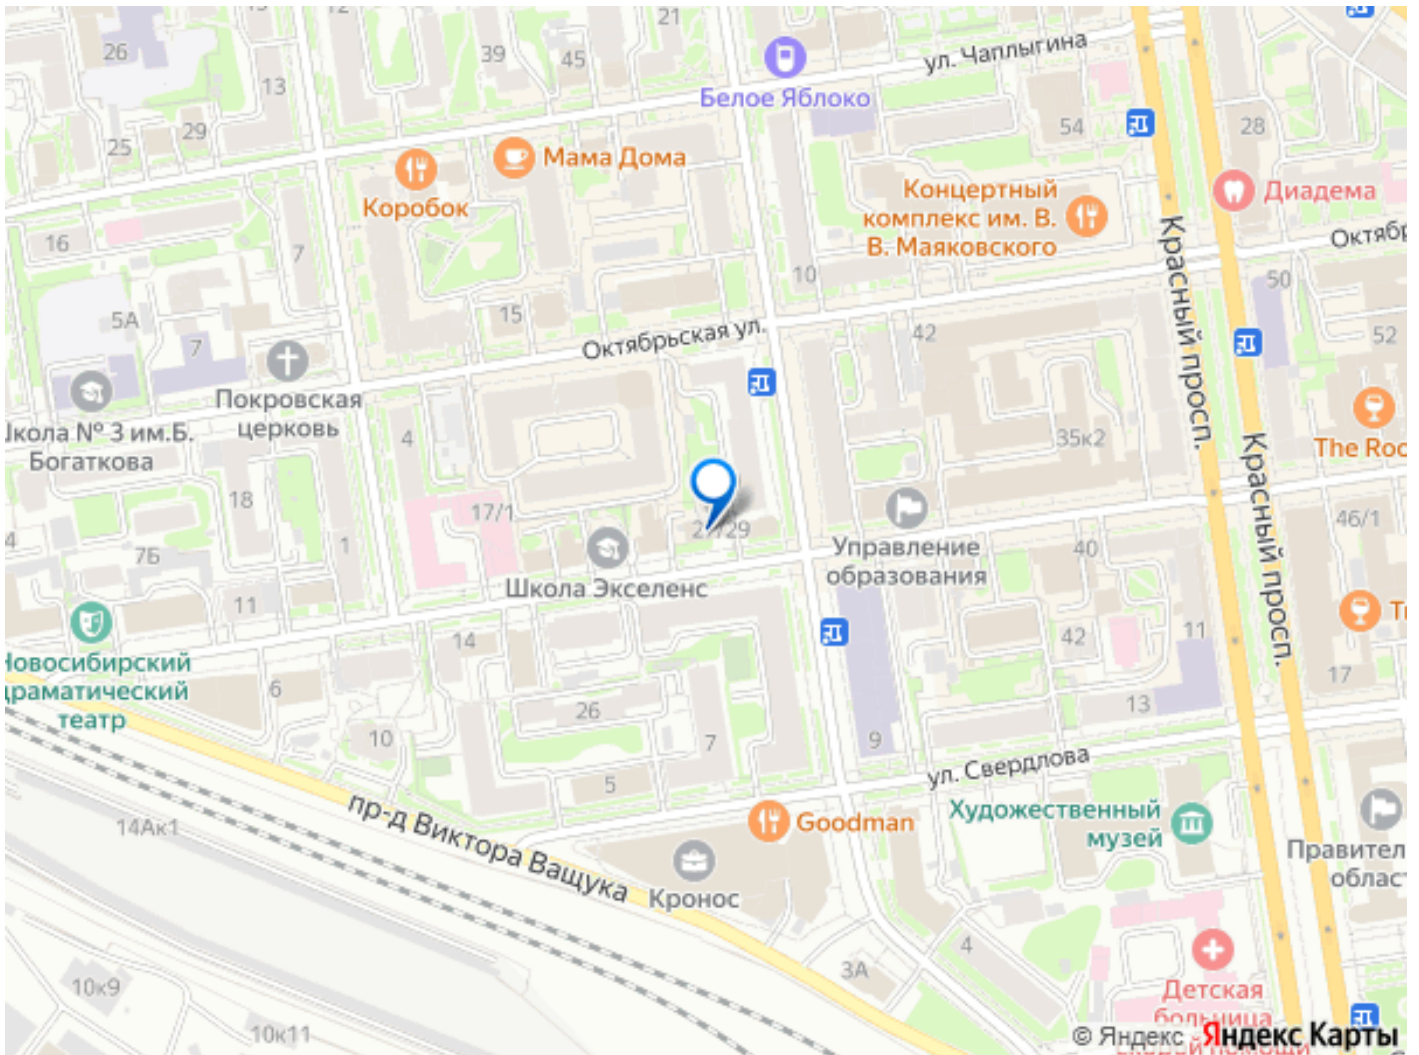 21
26
39
45
ул. Чаплыгина
13
Белое Яблоко
54
28
29
25
Мама Дома
Концертный
комплекс им. В.
В. Маяковского
Диадема
Коробок
16
7
Октябр
10
50
5А
15
Октябрьская ул.
42
52
7
Красный просп.
Покровская
церковь
Школа № 3 им.Б.
Богаткова
4
35к2
The Roc
Красный просп.
18
17/1
46/1
27/29
4
7Б
1
Школа Экселенс
Управление
образования
40
11
14
42
11
Новосибирский
драматический
театр
6
17
26
13
10
7
9
5
ул. Свердлова
14Ак1
пр-д Виктора Ващука
Goodman
Художественный
музей
Правител
област
Кронос
4
3А
10к9
Детская
больница
скорой помощи
10к11
© Яндекс Яндекс Карты